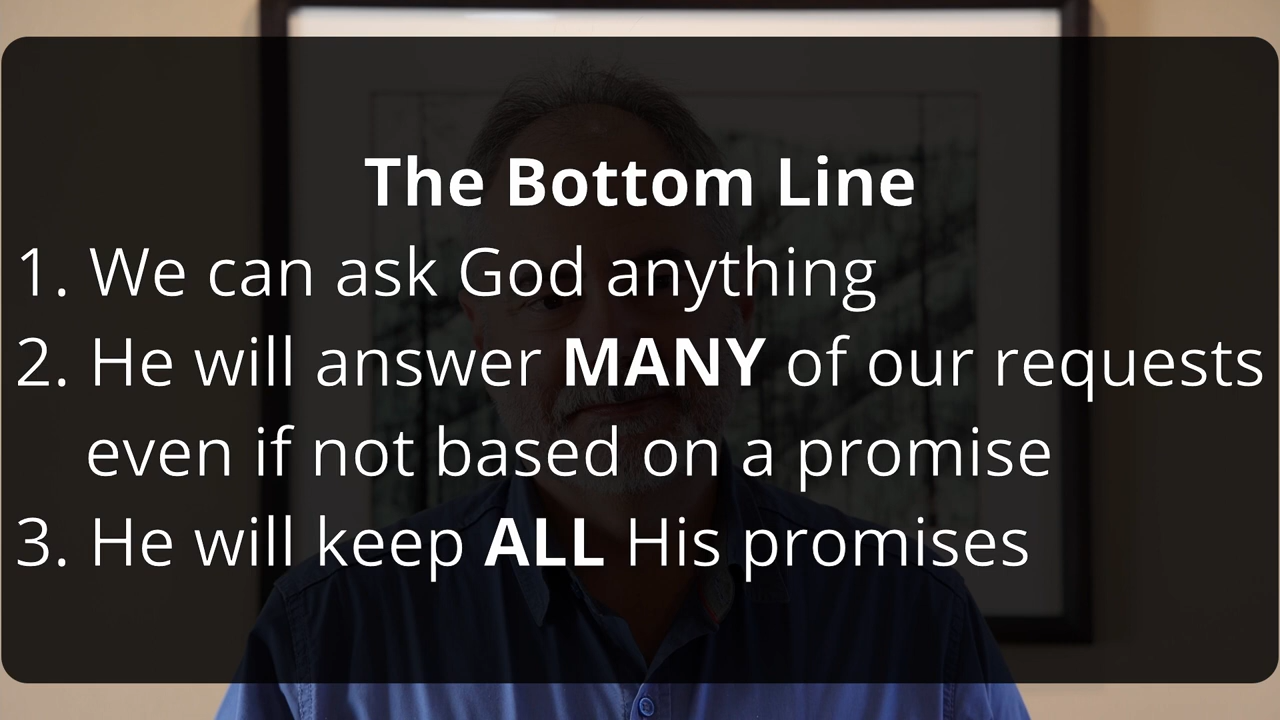 The Bottom Line
1. We can ask God anything
2. He will answer MANY of our requests
even if not based on a promise
3. He will keep ALL His promises